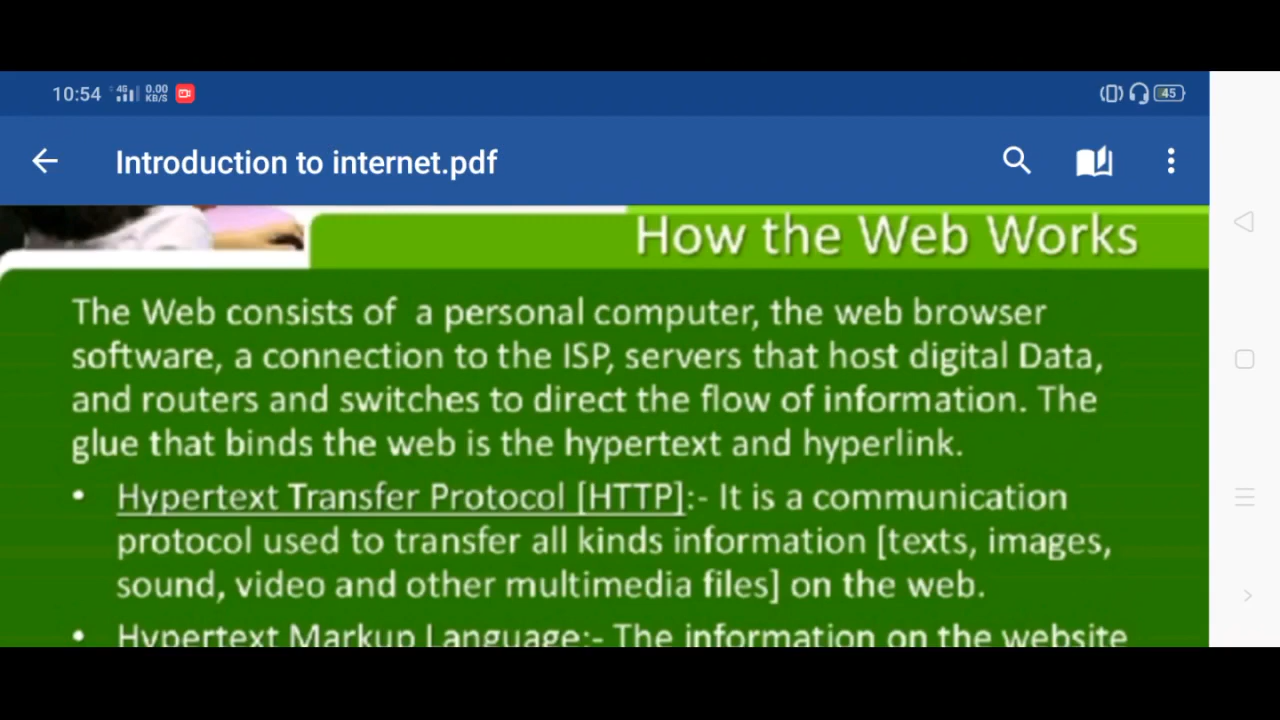 10:54 4G 0.00 KB/S 45
Introduction to internet.pdf
How the Web Works
The Web consists of a personal computer, the web browser
software, a connection to the ISP, servers that host digital Data,
and routers and switches to direct the flow of information. The
glue that binds the web is the hypertext and hyperlink.
• Hypertext Transfer Protocol [HTTP]:- It is a communication
protocol used to transfer all kinds information [texts, images,
sound, video and other multimedia files] on the web.
• Hypertext Markup Language:- The information on the website